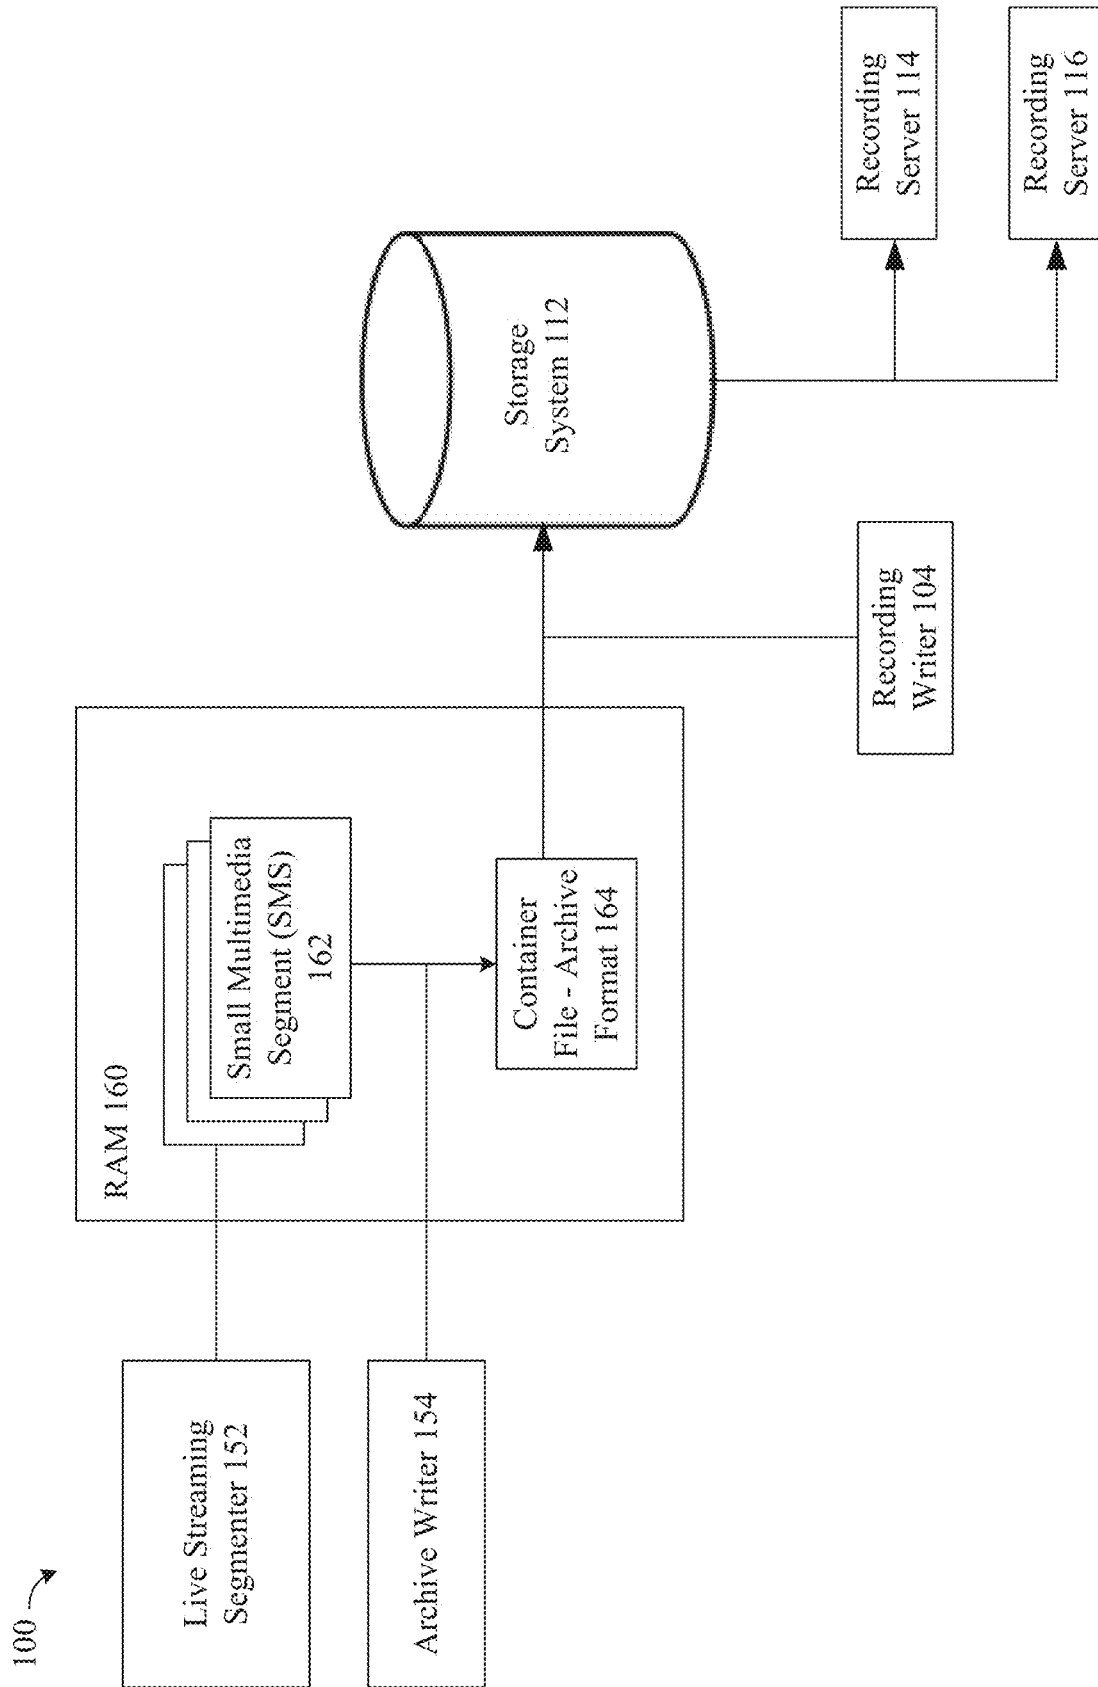 100
Live Streaming
Segmenter 152
Archive Writer 154
RAM 160
Small Multimedia
Segment (SMS)
162
Container
File - Archive
Format 164
Recording
Writer 104
Storage
System 112
Recording
Server 114
Recording
Server 116